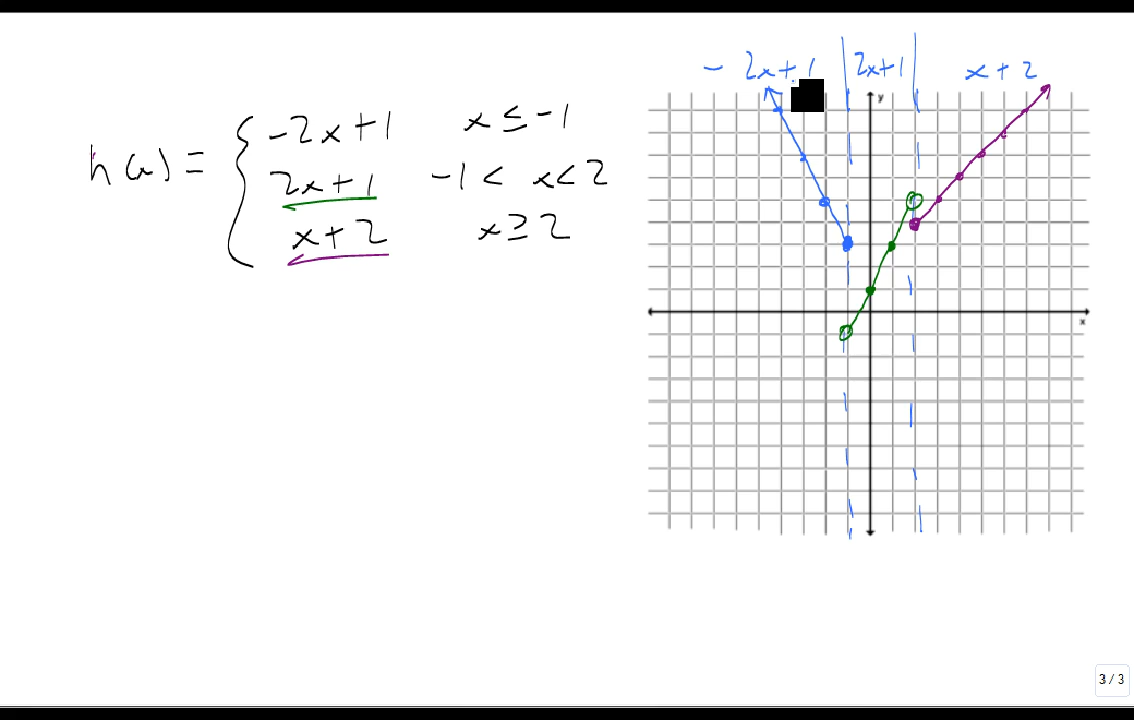 h(x) = { -2x+1 x ≤ -1
2x+1 -1 < x < 2
x+2 x ≥ 2
-2x+1 | 2x+1 | x+2
y
x
3 / 3